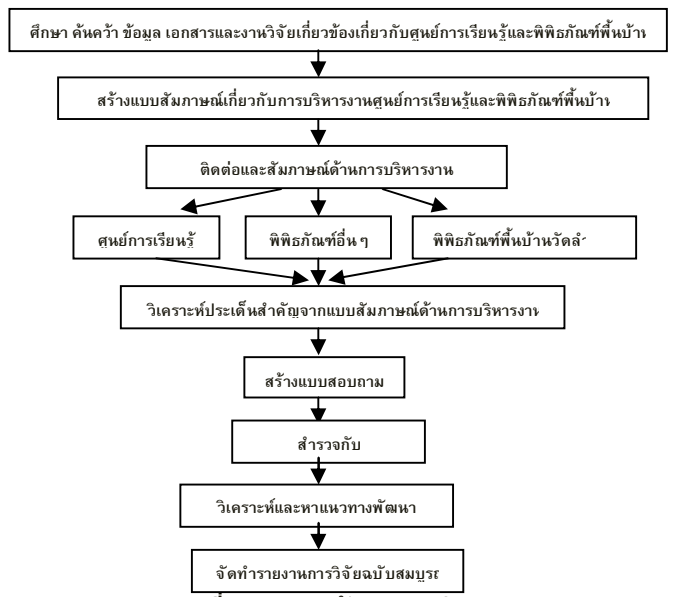 ศึกษา ค้นคว้า ข้อมูล เอกสารและงานวิจัยเกี่ยวข้องเกี่ยวกับศูนย์การเรียนรู้และพิพิธภัณฑ์พื้นบ้าน
สร้างแบบสัมภาษณ์เกี่ยวกับการบริหารงานศูนย์การเรียนรู้และพิพิธภัณฑ์พื้นบ้าน
ติดต่อและสัมภาษณ์ด้านการบริหารงาน
ศูนย์การเรียนรู้
พิพิธภัณฑ์อื่น ๆ
พิพิธภัณฑ์พื้นบ้านวัดลำ
วิเคราะห์ประเด็นสำคัญจากแบบสัมภาษณ์ด้านการบริหารงาน
สร้างแบบสอบถาม
สำรวจกับ
วิเคราะห์และหาแนวทางพัฒนา
จัดทำรายงานการวิจัยฉบับสมบูรณ์